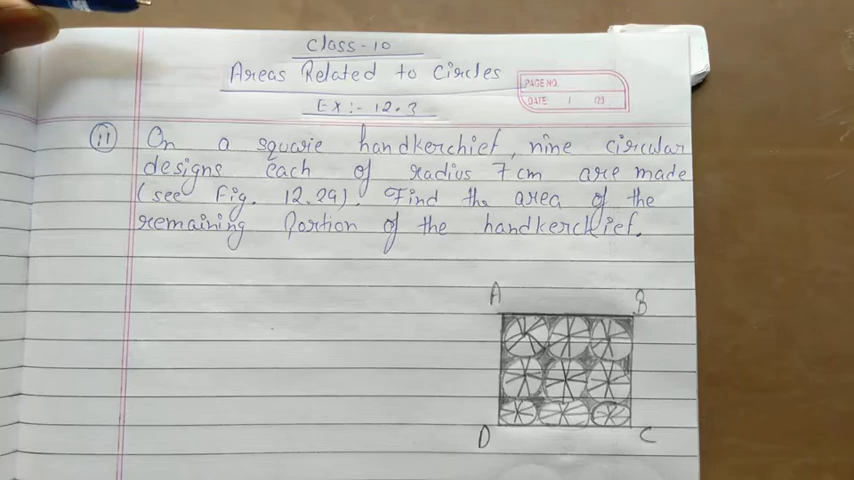 Class-10
Areas Related to Circles
PAGE NO.
DATE: / /
Ex:- 12.3
11 On a square handkerchief, nine circular
designs each of radius 7 cm are made
(see Fig. 12.29). Find the area of the
remaining Portion of the handkerchief.
A B
D C